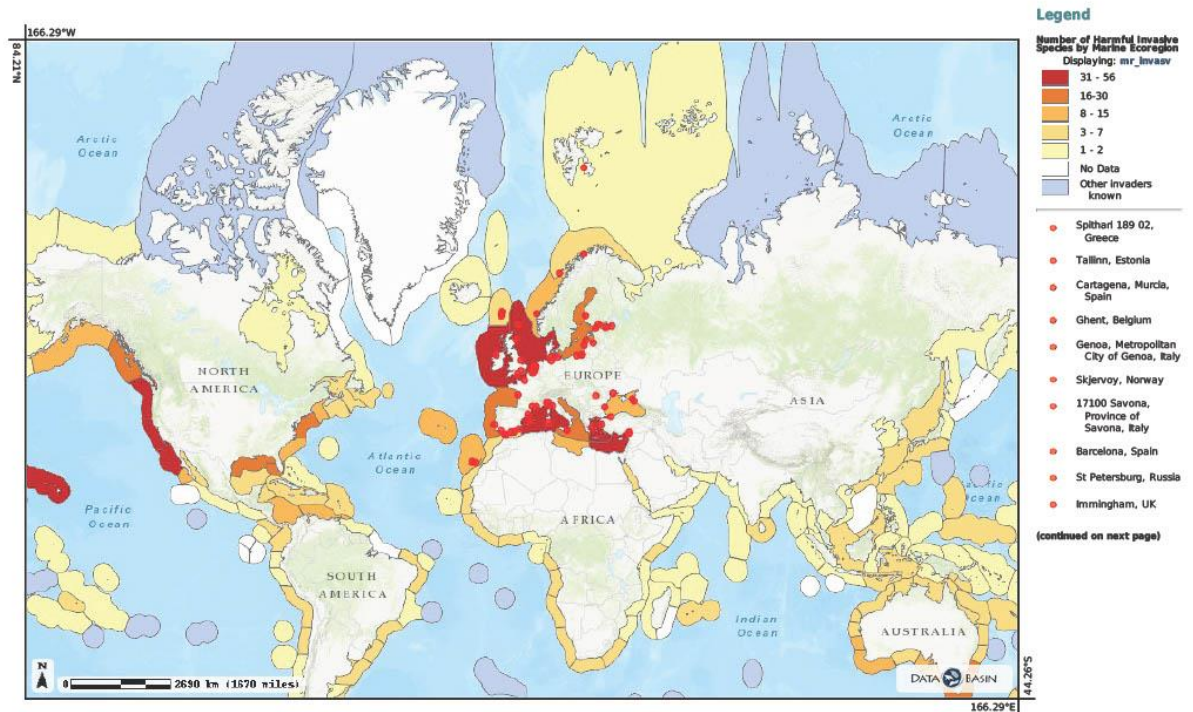 166.29°W
84.21°N
Arctic
Ocean
Arctic
Ocean
NORTH
AMERICA
EUROPE
ASIA
Atlantic
Ocean
Pacific
Ocean
Pacific
Ocean
AFRICA
SOUTH
AMERICA
Indian
Ocean
AUSTRALIA
N
0 2690 km (1670 miles)
DATA BASIN
44.26°S
166.29°E
Legend
Number of Harmful Invasive
Species by Marine Ecoregion
Displaying: mr_invasv
31 - 56
16-30
8 - 15
3 - 7
1 - 2
No Data
Other invaders
known
Spithari 189 02,
Greece
Tallinn, Estonia
Cartagena, Murcia,
Spain
Ghent, Belgium
Genoa, Metropolitan
City of Genoa, Italy
Skjervoy, Norway
17100 Savona,
Province of
Savona, Italy
Barcelona, Spain
St Petersburg, Russia
Immingham, UK
(continued on next page)